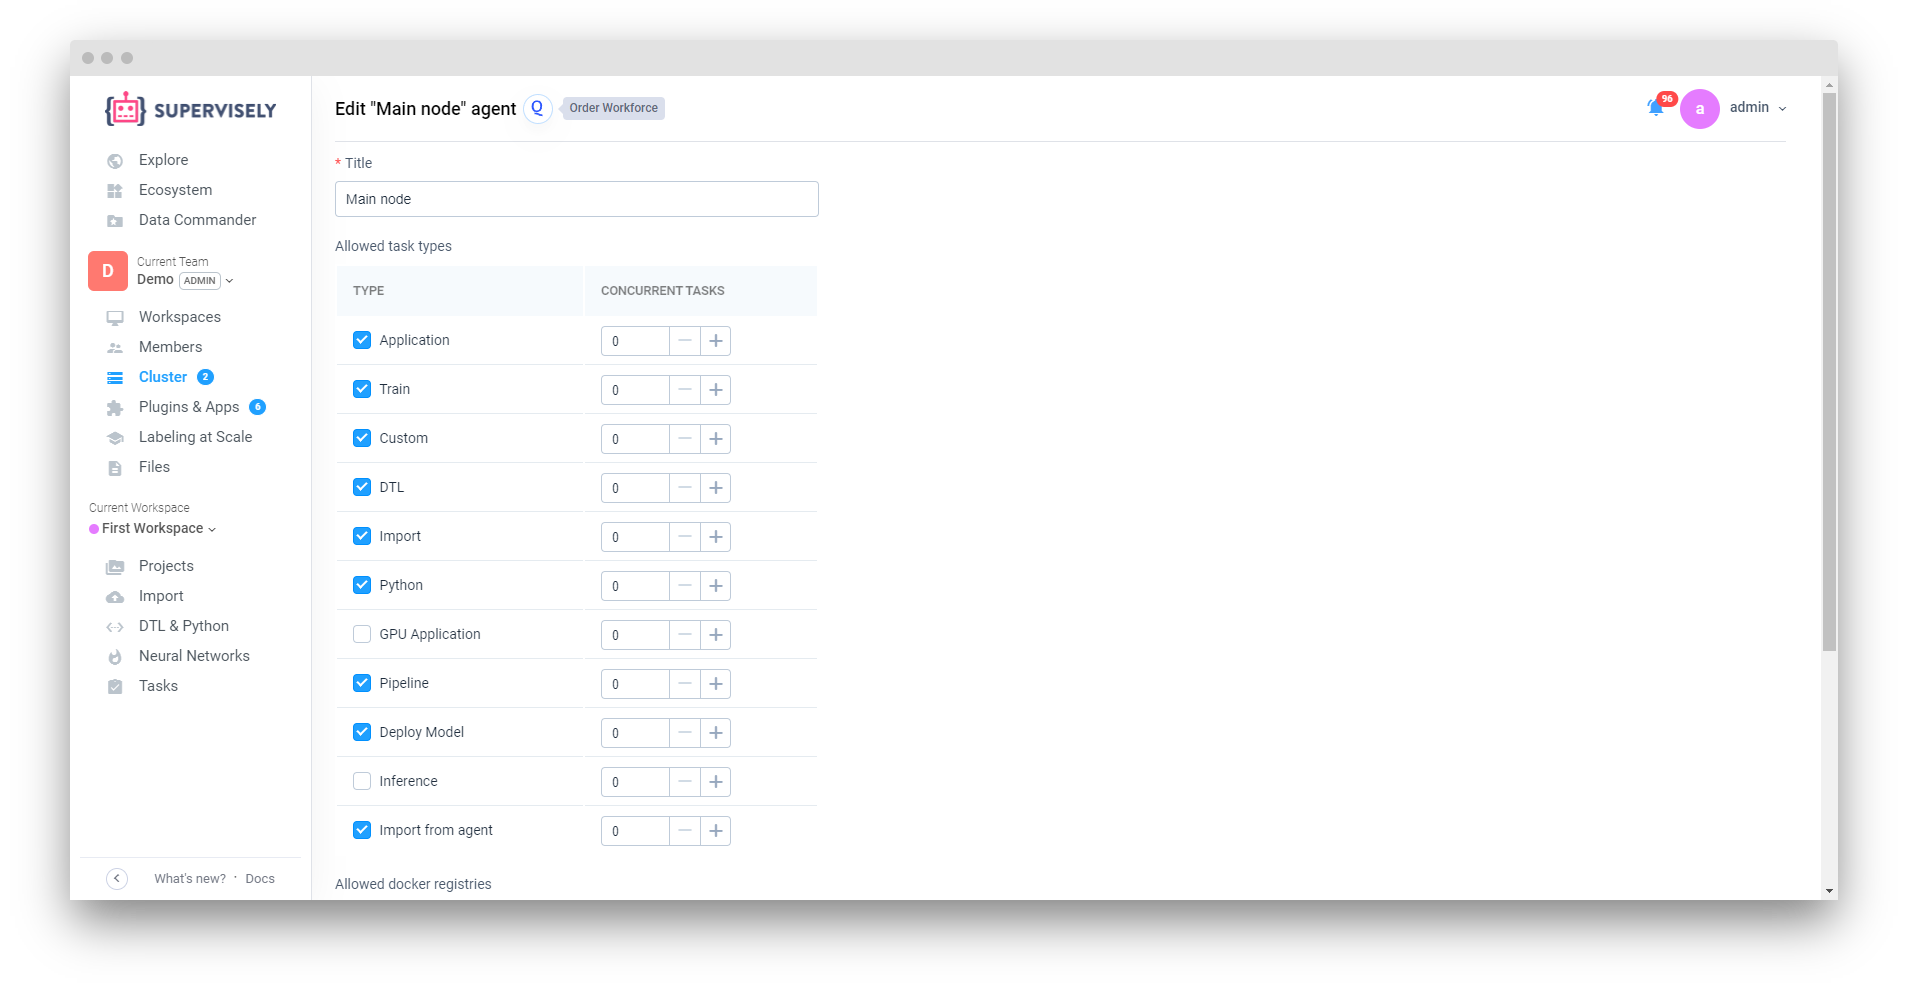 SUPERVISELY
Explore
Ecosystem
Data Commander
D
Current Team
Demo ADMIN
Workspaces
Members
Cluster 2
Plugins & Apps 6
Labeling at Scale
Files
Current Workspace
First Workspace
Projects
Import
DTL & Python
Neural Networks
Tasks
What's new? · Docs
Edit "Main node" agent Q Order Workforce
96 a admin
* Title
Main node
Allowed task types
TYPE CONCURRENT TASKS
Application 0
Train 0
Custom 0
DTL 0
Import 0
Python 0
GPU Application 0
Pipeline 0
Deploy Model 0
Inference 0
Import from agent 0
Allowed docker registries